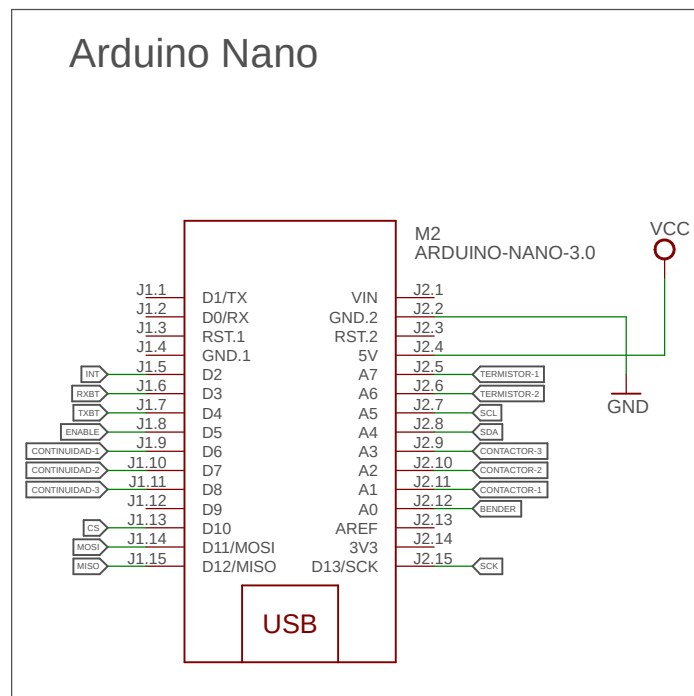 Arduino Nano
VCC
M2
ARDUINO-NANO-3.0
J1.1 D1/TX VIN J2.1
J1.2 D0/RX GND.2 J2.2
J1.3 RST.1 RST.2 J2.3
J1.4 GND.1 5V J2.4
INT J1.5 D2 A7 J2.5 TERMISTOR-1
RXBT J1.6 D3 A6 J2.6 TERMISTOR-2
GND
TXBT J1.7 D4 A5 J2.7 SCL
ENABLE J1.8 D5 A4 J2.8 SDA
CONTINUIDAD-1 J1.9 D6 A3 J2.9 CONTACTOR-3
CONTINUIDAD-2 J1.10 D7 A2 J2.10 CONTACTOR-2
CONTINUIDAD-3 J1.11 D8 A1 J2.11 CONTACTOR-1
J1.12 D9 A0 J2.12 BENDER
CS J1.13 D10 AREF J2.13
MOSI J1.14 D11/MOSI 3V3 J2.14
MISO J1.15 D12/MISO D13/SCK J2.15 SCK
USB